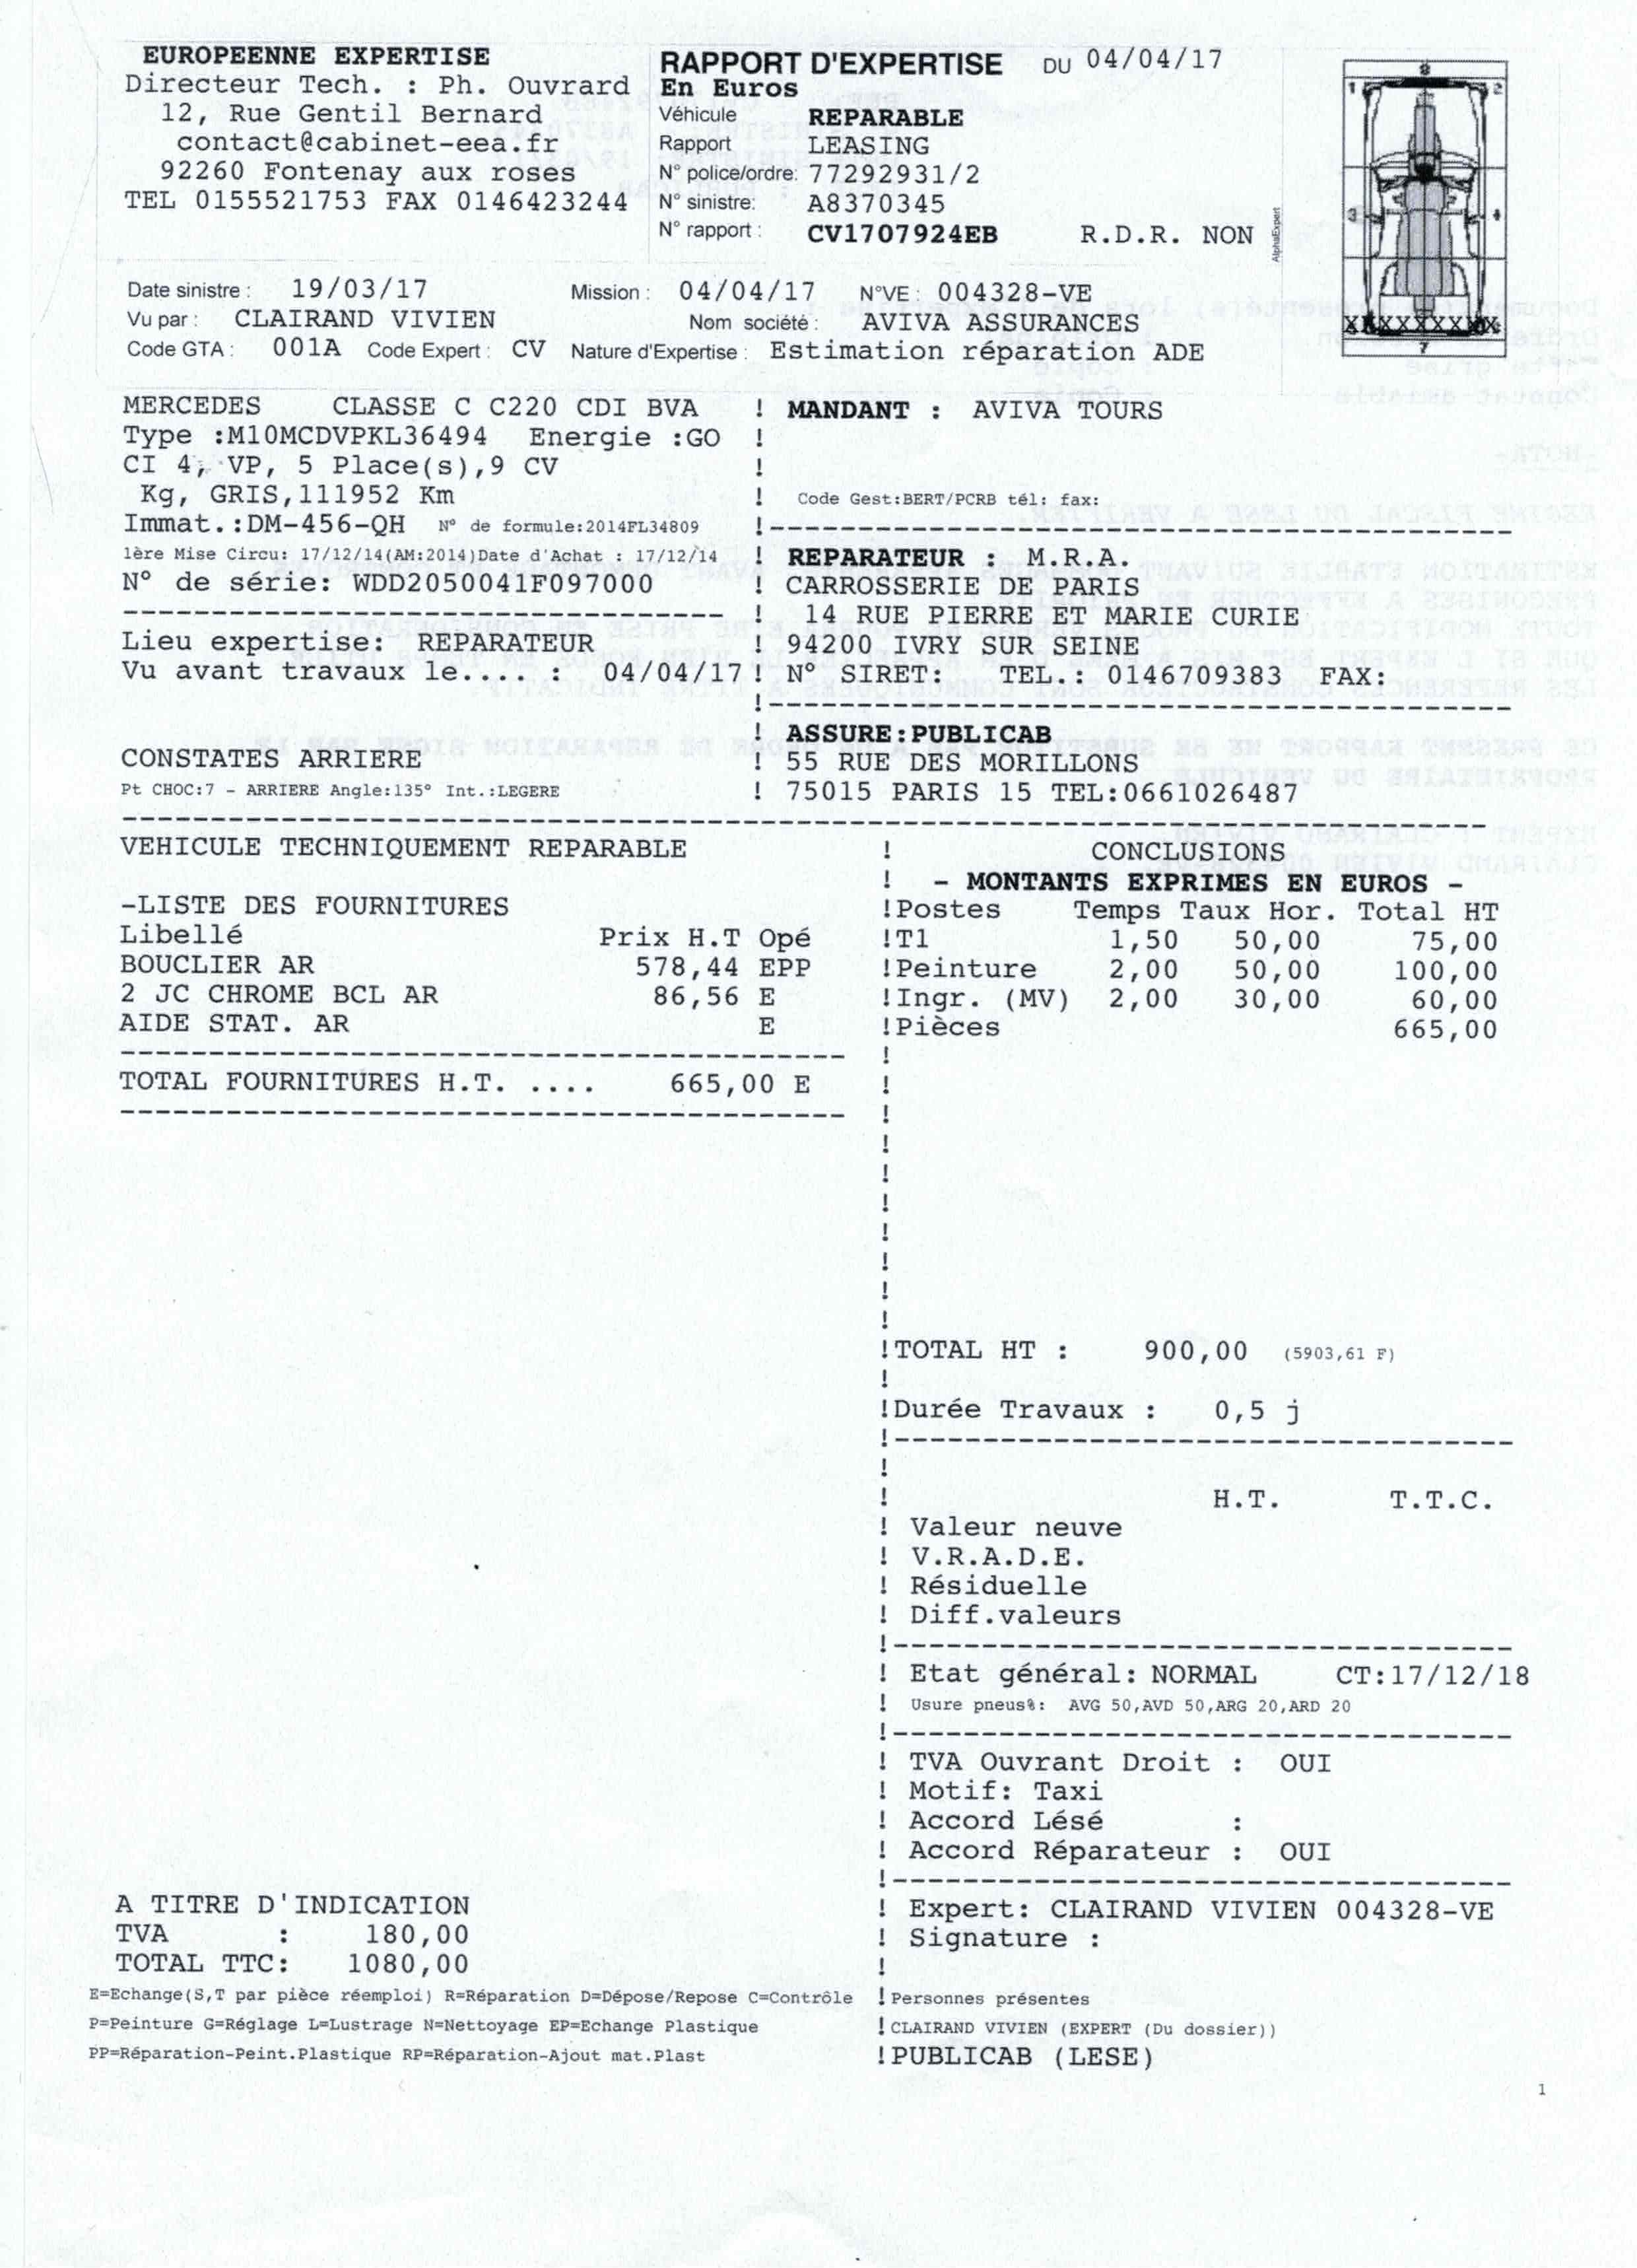 EUROPEENNE EXPERTISE
Directeur Tech. : Ph. Ouvrard
12, Rue Gentil Bernard
contact@cabinet-eea.fr
92260 Fontenay aux roses
TEL 0155521753 FAX 0146423244
RAPPORT D'EXPERTISE DU 04/04/17
En Euros
Véhicule REPARABLE
Rapport LEASING
N° police/ordre: 77292931/2
N° sinistre: A8370345
N° rapport : CV1707924EB R.D.R. NON
AlphaExpert
8
1 2
3 4
XXXXXXXXX
7
Date sinistre : 19/03/17 Mission : 04/04/17 N°VE : 004328-VE
Vu par : CLAIRAND VIVIEN Nom société : AVIVA ASSURANCES
Code GTA : 001A Code Expert : CV Nature d'Expertise : Estimation réparation ADE
MERCEDES CLASSE C C220 CDI BVA
Type :M10MCDVPKL36494 Energie :GO
CI 4, VP, 5 Place(s),9 CV
Kg, GRIS,111952 Km
Immat.:DM-456-QH N° de formule:2014FL34809
1ère Mise Circu: 17/12/14(AM:2014)Date d'Achat : 17/12/14
N° de série: WDD2050041F097000
----------------------------------
Lieu expertise: REPARATEUR
Vu avant travaux le.... : 04/04/17
CONSTATES ARRIERE
Pt CHOC:7 - ARRIERE Angle:135° Int.:LEGERE
! MANDANT : AVIVA TOURS
!
!
! Code Gest:BERT/PCRB tél: fax:
!------------------------------------------
! REPARATEUR : M.R.A.
! CARROSSERIE DE PARIS
! 14 RUE PIERRE ET MARIE CURIE
! 94200 IVRY SUR SEINE
! N° SIRET: TEL.: 0146709383 FAX:
!------------------------------------------
! ASSURE:PUBLICAB
! 55 RUE DES MORILLONS
! 75015 PARIS 15 TEL:0661026487
------------------------------------------------------------------------------
VEHICULE TECHNIQUEMENT REPARABLE
-LISTE DES FOURNITURES
Libellé Prix H.T Opé
BOUCLIER AR 578,44 EPP
2 JC CHROME BCL AR 86,56 E
AIDE STAT. AR E
-----------------------------------------
TOTAL FOURNITURES H.T. .... 665,00 E
-----------------------------------------
! CONCLUSIONS
! - MONTANTS EXPRIMES EN EUROS -
!Postes Temps Taux Hor. Total HT
!T1 1,50 50,00 75,00
!Peinture 2,00 50,00 100,00
!Ingr. (MV) 2,00 30,00 60,00
!Pièces 665,00
!
!
!
!
!
!
!
!
!
!
!TOTAL HT : 900,00 (5903,61 F)
!
!Durée Travaux : 0,5 j
!-----------------------------------
!
! H.T. T.T.C.
! Valeur neuve
! V.R.A.D.E.
! Résiduelle
! Diff.valeurs
!-----------------------------------
! Etat général: NORMAL CT:17/12/18
! Usure pneus%: AVG 50,AVD 50,ARG 20,ARD 20
!-----------------------------------
! TVA Ouvrant Droit : OUI
! Motif: Taxi
! Accord Lésé :
! Accord Réparateur : OUI
!-----------------------------------
! Expert: CLAIRAND VIVIEN 004328-VE
! Signature :
!
A TITRE D'INDICATION
TVA : 180,00
TOTAL TTC: 1080,00
E=Echange(S,T par pièce réemploi) R=Réparation D=Dépose/Repose C=Contrôle
P=Peinture G=Réglage L=Lustrage N=Nettoyage EP=Echange Plastique
PP=Réparation-Peint.Plastique RP=Réparation-Ajout mat.Plast
! Personnes présentes
! CLAIRAND VIVIEN (EXPERT (Du dossier))
!PUBLICAB (LESE)
1